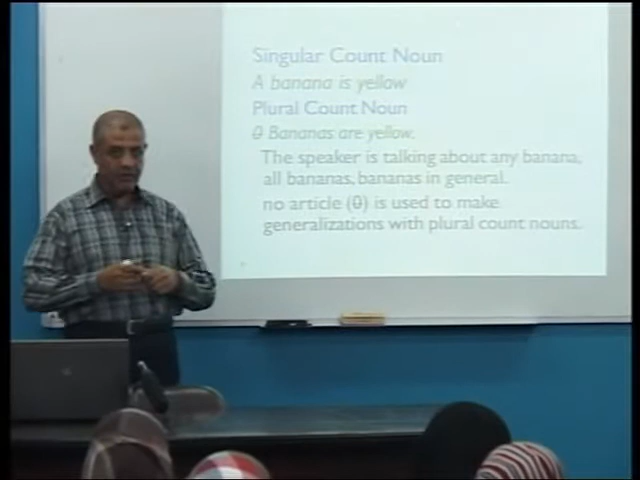 Singular Count Noun
A banana is yellow
Plural Count Noun
θ Bananas are yellow.
The speaker is talking about any banana,
all bananas, bananas in general.
no article (θ) is used to make
generalizations with plural count nouns.